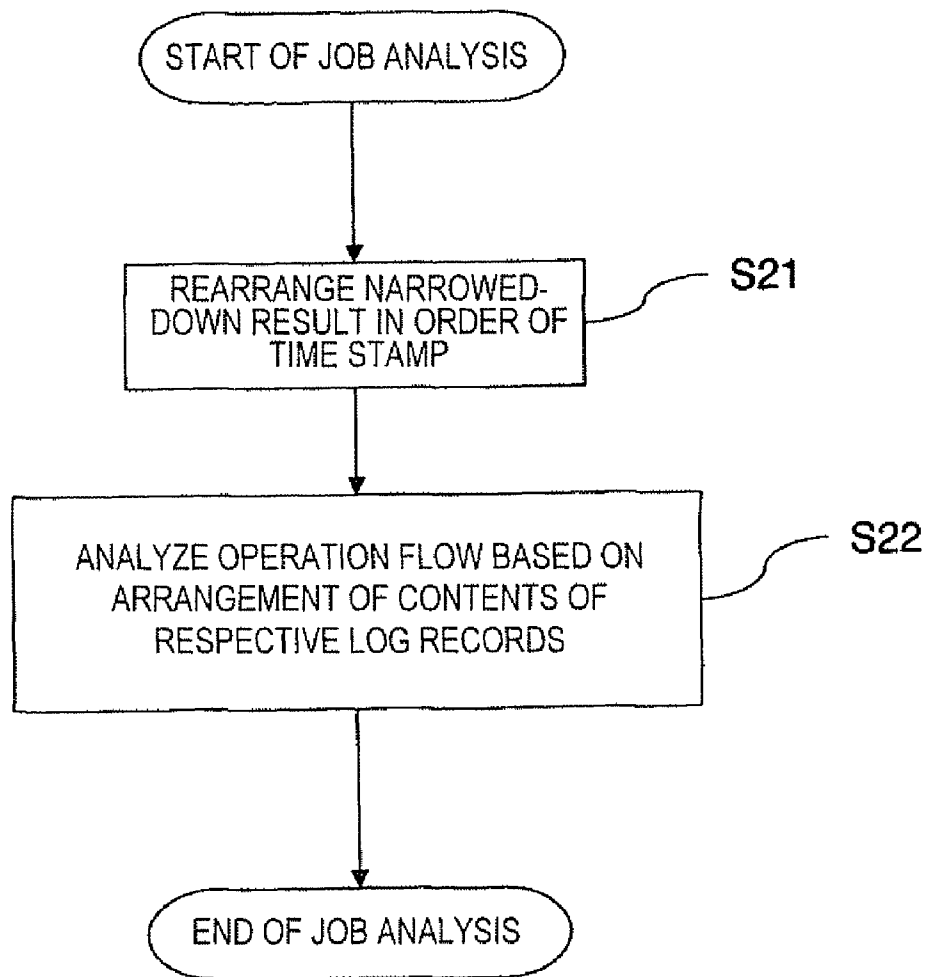 START OF JOB ANALYSIS
REARRANGE NARROWED-
DOWN RESULT IN ORDER OF
TIME STAMP
S21
ANALYZE OPERATION FLOW BASED ON
ARRANGEMENT OF CONTENTS OF
RESPECTIVE LOG RECORDS
S22
END OF JOB ANALYSIS